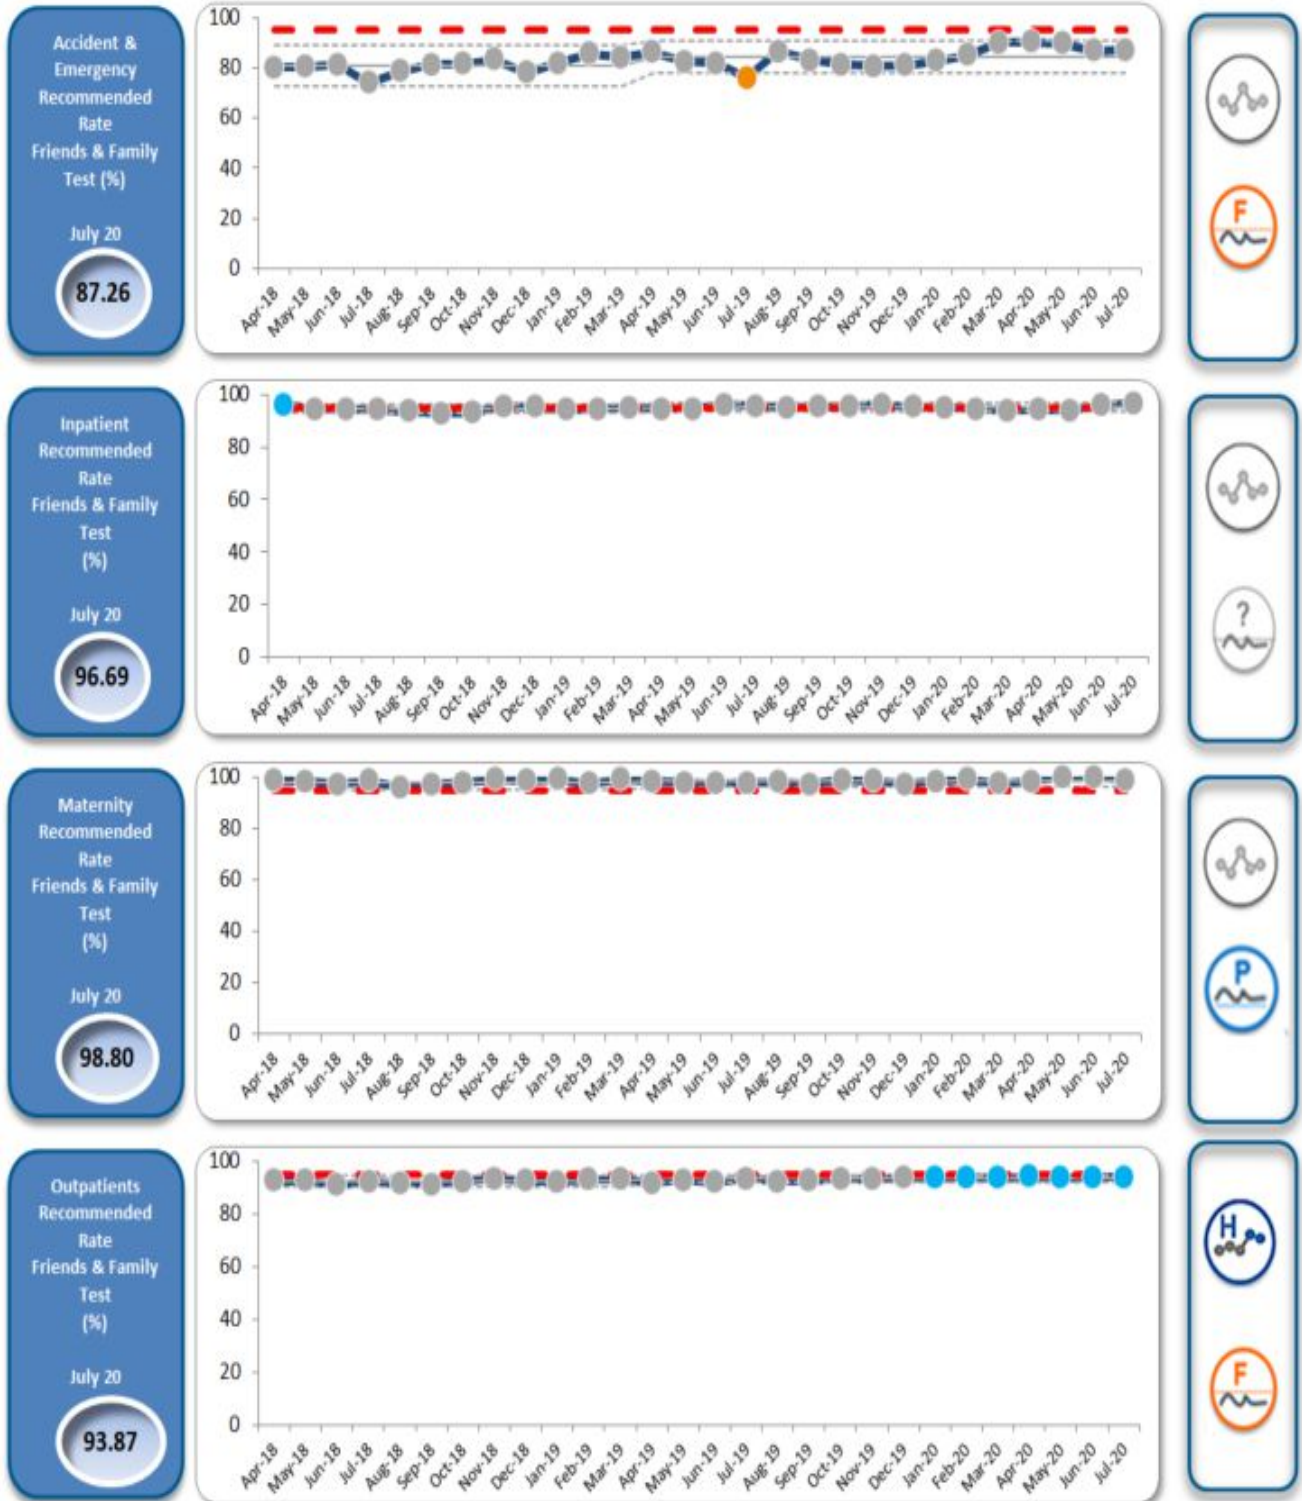 Accident &
Emergency
Recommended
Rate
Friends & Family
Test (%)
July 20
87.26
100
80
60
40
20
0
Apr-18 May-18 Jun-18 Jul-18 Aug-18 Sep-18 Oct-18 Nov-18 Dec-18 Jan-19 Feb-19 Mar-19 Apr-19 May-19 Jun-19 Jul-19 Aug-19 Sep-19 Oct-19 Nov-19 Dec-19 Jan-20 Feb-20 Mar-20 Apr-20 May-20 Jun-20 Jul-20
F
Inpatient
Recommended
Rate
Friends & Family
Test
(%)
July 20
96.69
100
80
60
40
20
0
Apr-18 May-18 Jun-18 Jul-18 Aug-18 Sep-18 Oct-18 Nov-18 Dec-18 Jan-19 Feb-19 Mar-19 Apr-19 May-19 Jun-19 Jul-19 Aug-19 Sep-19 Oct-19 Nov-19 Dec-19 Jan-20 Feb-20 Mar-20 Apr-20 May-20 Jun-20 Jul-20
?
Maternity
Recommended
Rate
Friends & Family
Test
(%)
July 20
98.80
100
80
60
40
20
0
Apr-18 May-18 Jun-18 Jul-18 Aug-18 Sep-18 Oct-18 Nov-18 Dec-18 Jan-19 Feb-19 Mar-19 Apr-19 May-19 Jun-19 Jul-19 Aug-19 Sep-19 Oct-19 Nov-19 Dec-19 Jan-20 Feb-20 Mar-20 Apr-20 May-20 Jun-20 Jul-20
P
Outpatients
Recommended
Rate
Friends & Family
Test
(%)
July 20
93.87
100
80
60
40
20
0
Apr-18 May-18 Jun-18 Jul-18 Aug-18 Sep-18 Oct-18 Nov-18 Dec-18 Jan-19 Feb-19 Mar-19 Apr-19 May-19 Jun-19 Jul-19 Aug-19 Sep-19 Oct-19 Nov-19 Dec-19 Jan-20 Feb-20 Mar-20 Apr-20 May-20 Jun-20 Jul-20
H
F